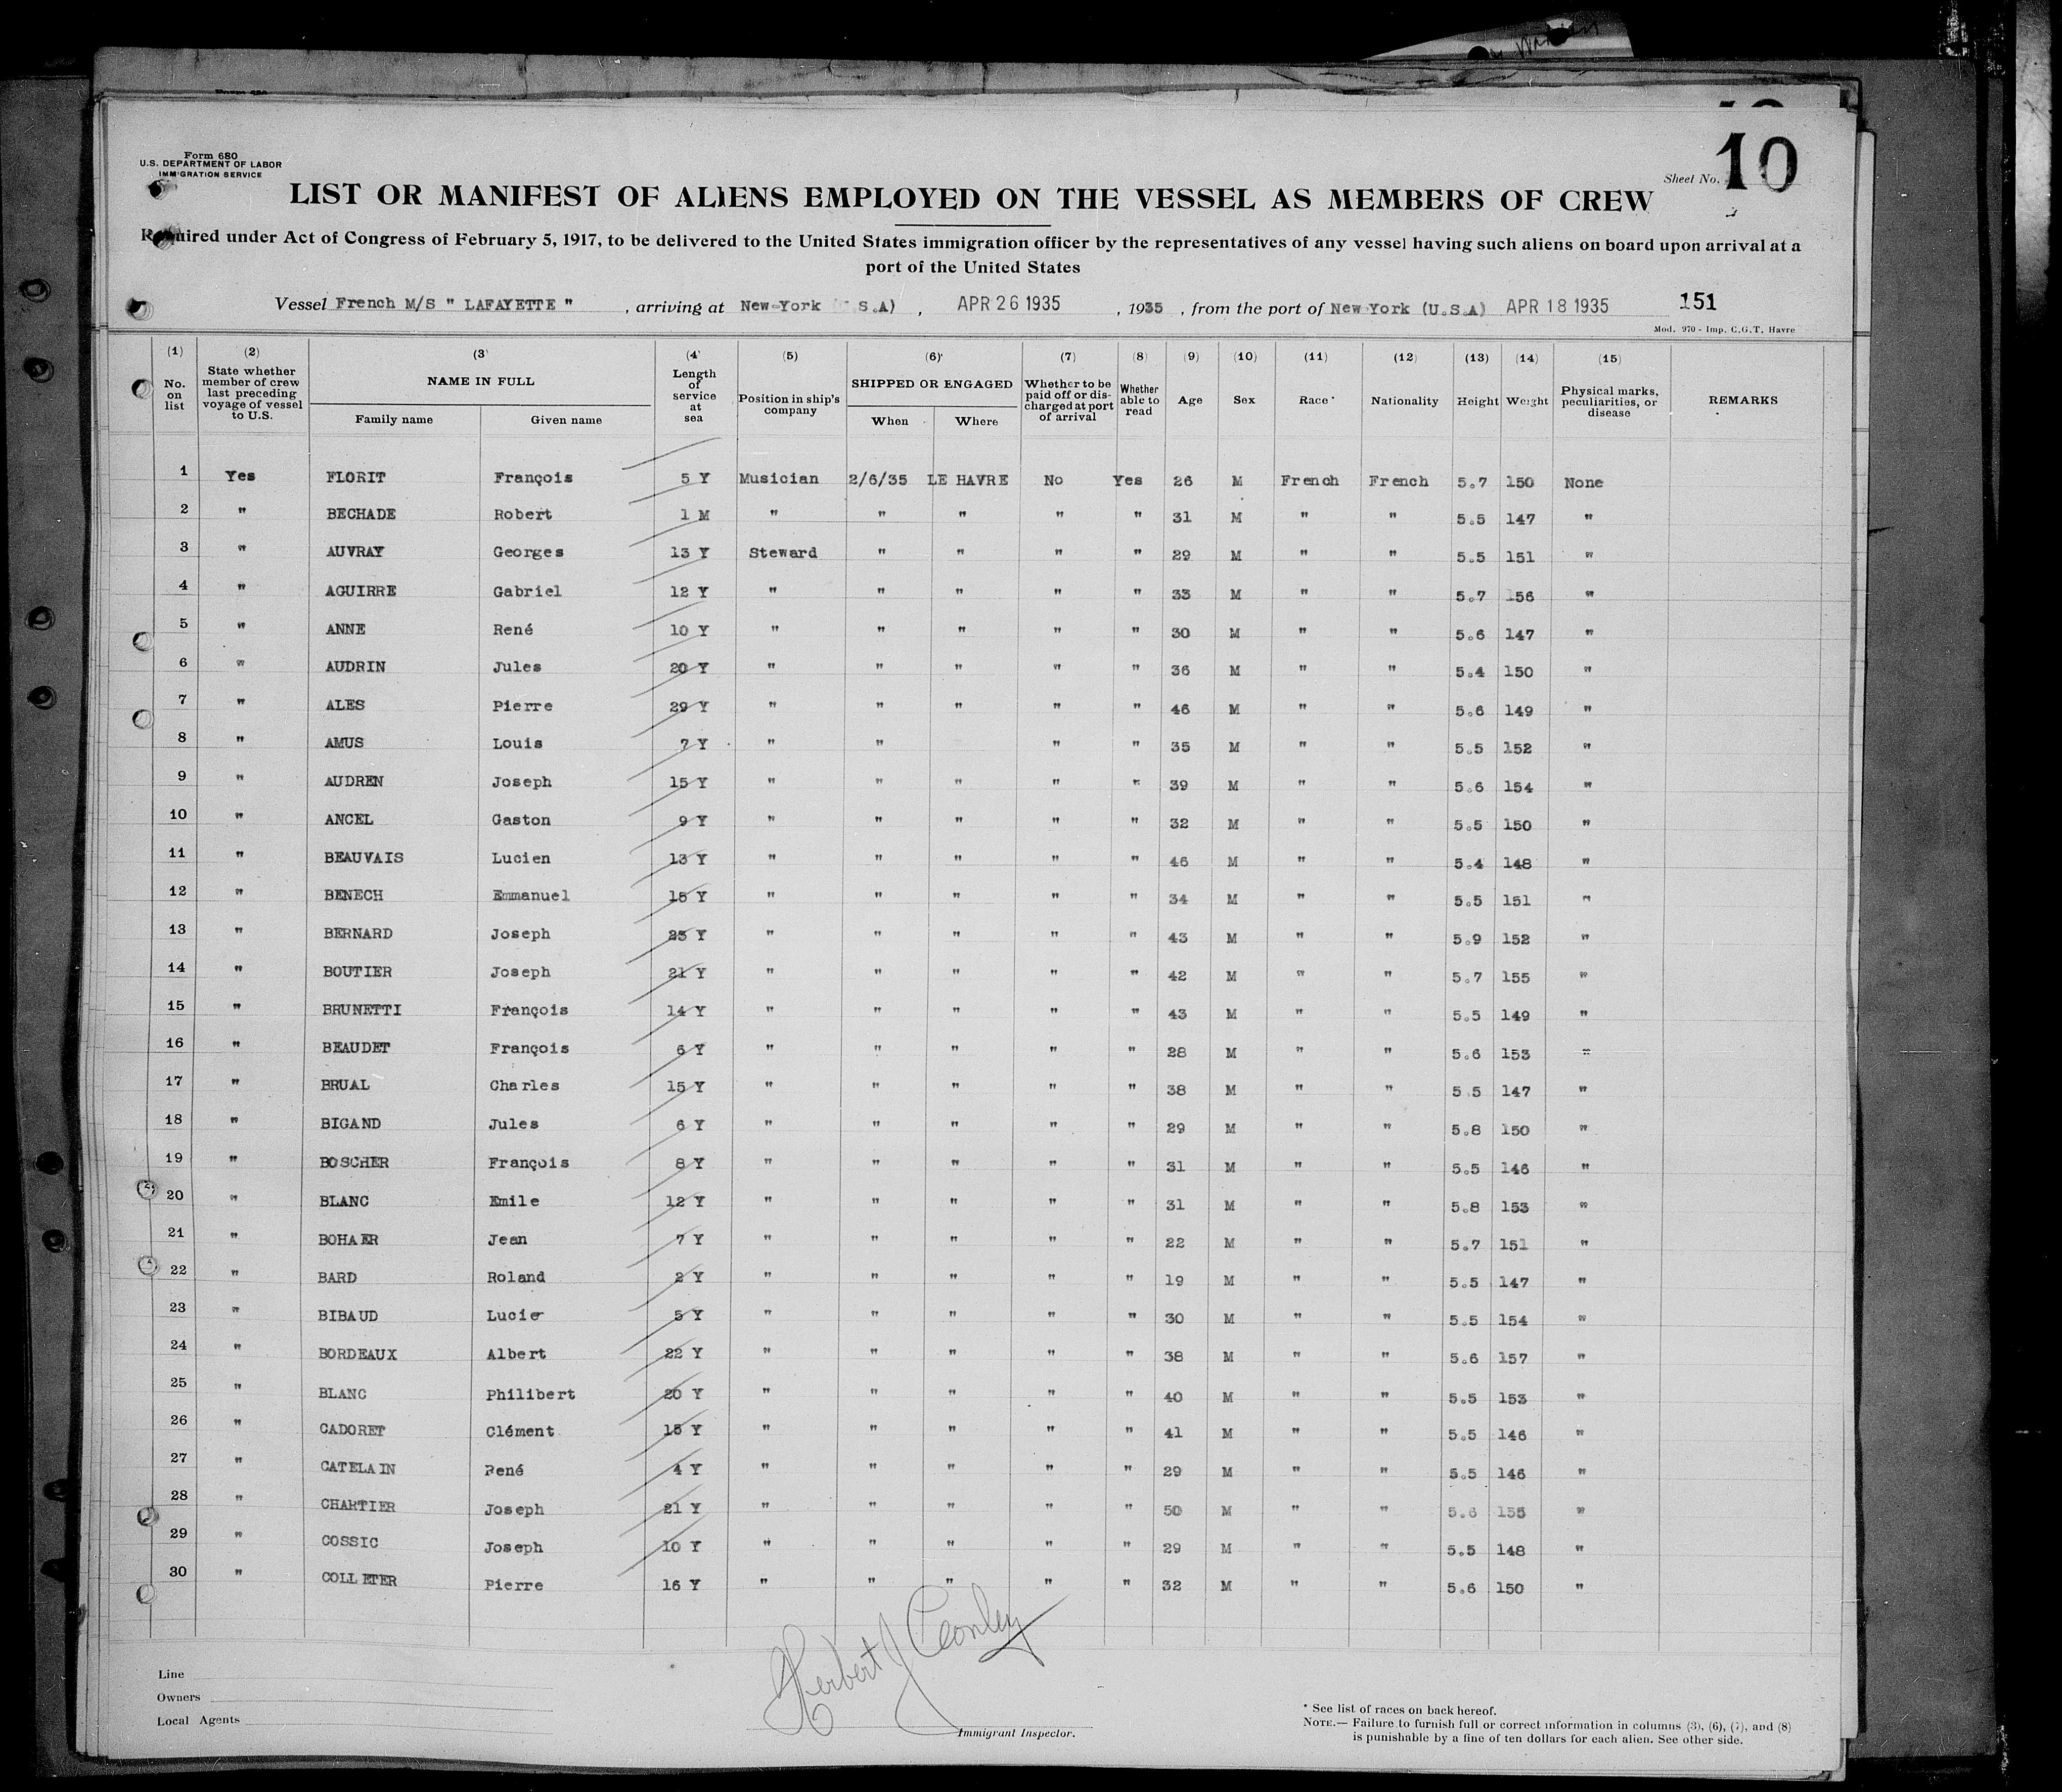 Form 680
U.S. DEPARTMENT OF LABOR
IMMIGRATION SERVICE
Sheet No. 10
LIST OR MANIFEST OF ALIENS EMPLOYED ON THE VESSEL AS MEMBERS OF CREW
Required under Act of Congress of February 5, 1917, to be delivered to the United States immigration officer by the representatives of any vessel having such aliens on board upon arrival at a
port of the United States
Vessel French M/S " LAFAYETTE " , arriving at New-York (U.S.A) , APR 26 1935 , 1935 , from the port of New York (U.S.A) APR 18 1935 151
Mod. 970 - Imp. C.G.T. Havre
(1) (2) (3) (4) (5) (6) (7) (8) (9) (10) (11) (12) (13) (14) (15)
No. on list State whether member of crew last preceding voyage of vessel to U.S. NAME IN FULL Length of service at sea Position in ship's company SHIPPED OR ENGAGED Whether to be paid off or discharged at port of arrival Whether able to read Age Sex Race* Nationality Height Weight Physical marks, peculiarities, or disease REMARKS
Family name Given name When Where
1 Yes FLORIT François 5 Y Musician 2/6/35 LE HAVRE No Yes 26 M French French 5.7 150 None
2 " BECHADE Robert 1 M " " " " " 31 M " " 5.5 147 "
3 " AUVRAY Georges 13 Y Steward " " " " 29 M " " 5.5 151 "
4 " AGUIRRE Gabriel 12 Y " " " " " 33 M " " 5.7 156 "
5 " ANNE René 10 Y " " " " " 30 M " " 5.6 147 "
6 " AUDRIN Jules 20 Y " " " " " 36 M " " 5.4 150 "
7 " ALES Pierre 29 Y " " " " " 46 M " " 5.6 149 "
8 " AMUS Louis 7 Y " " " " 35 M " " 5.5 152 "
9 " AUDREN Joseph 15 Y " " " " " 39 M " " 5.6 154 "
10 " ANCEL Gaston 9 Y " " " " " 32 M " " 5.5 150 "
11 " BEAUVAIS Lucien 13 Y " " " " " 46 M " " 5.4 148 "
12 " BENECH Emmanuel 15 Y " " " " " 34 M " " 5.5 151 "
13 " BERNARD Joseph 23 Y " " " " " 43 M " " 5.9 152 "
14 " BOUTIER Joseph 21 Y " " " " " 42 M " " 5.7 155 "
15 " BRUNETTI François 14 Y " " " " " 43 M " " 5.5 149 "
16 " BEAUDET François 6 Y " " " " " 28 M " " 5.6 153 "
17 " BRUAL Charles 15 Y " " " " " 38 M " " 5 5 147 "
18 " BIGAND Jules 6 Y " " " " " 29 M " " 5.8 150 "
19 " BOSCHER François 8 Y " " " " " 31 M " " 5.5 146 "
20 " BLANC Emile 12 Y " " " " " 31 M " " 5.8 153 "
21 " BOHAER Jean 7 Y " " " " " 22 M " " 5.7 151 "
22 " BARD Roland 2 Y " " " " " 19 M " " 5.5 147 "
23 " BIBAUD Lucie 5 Y " " " " " 30 M " " 5.5 154 "
24 " BORDEAUX Albert 22 Y " " " " " 38 M " " 5.6 157 "
25 " BLANC Philibert 20 Y " " " " " 40 M " " 5.5 153 "
26 " CADORET Clément 15 Y " " " " " 41 M " " 5.5 146 "
27 " CATELAIN René 4 Y " " " " " 29 M " " 5.5 146 "
28 " CHARTIER Joseph 21 Y " " " " " 50 M " " 5.6 155 "
29 " COSSIC Joseph 10 Y " " " " " 29 M " " 5.5 148 "
30 " COLLETER Pierre 16 Y " " " " " 32 M " " 5.6 150 "
Herbert J Conley
Line
Owners
Local Agents
Immigrant Inspector.
* See list of races on back hereof.
NOTE.— Failure to furnish full or correct information in columns (3), (6), (7), and (8)
is punishable by a fine of ten dollars for each alien. See other side.